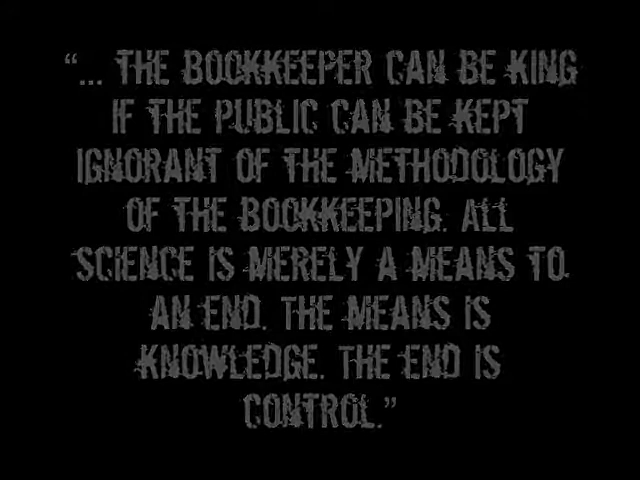 “... THE BOOKKEEPER CAN BE KING
IF THE PUBLIC CAN BE KEPT
IGNORANT OF THE METHODOLOGY
OF THE BOOKKEEPING. ALL
SCIENCE IS MERELY A MEANS TO
AN END. THE MEANS IS
KNOWLEDGE. THE END IS
CONTROL.”